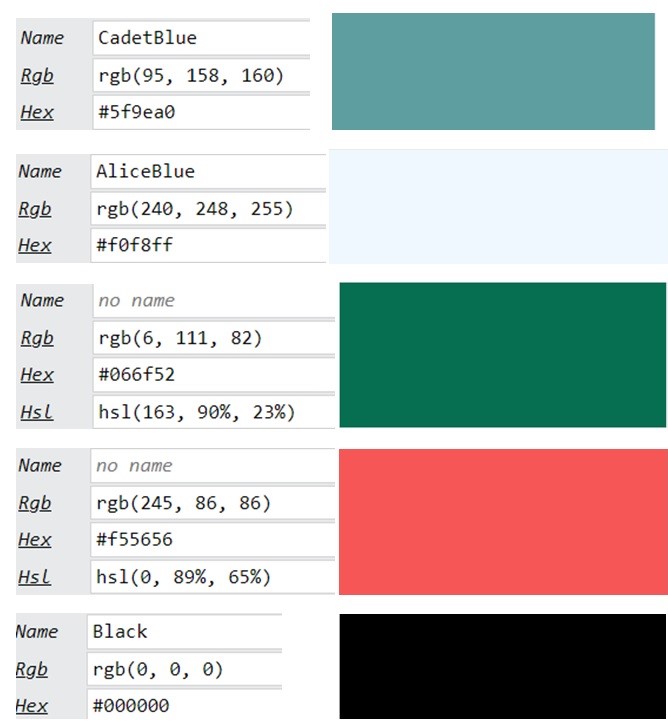 Name CadetBlue
Rgb rgb(95, 158, 160)
Hex #5f9ea0
Name AliceBlue
Rgb rgb(240, 248, 255)
Hex #f0f8ff
Name no name
Rgb rgb(6, 111, 82)
Hex #066f52
Hsl hsl(163, 90%, 23%)
Name no name
Rgb rgb(245, 86, 86)
Hex #f55656
Hsl hsl(0, 89%, 65%)
Name Black
Rgb rgb(0, 0, 0)
Hex #000000